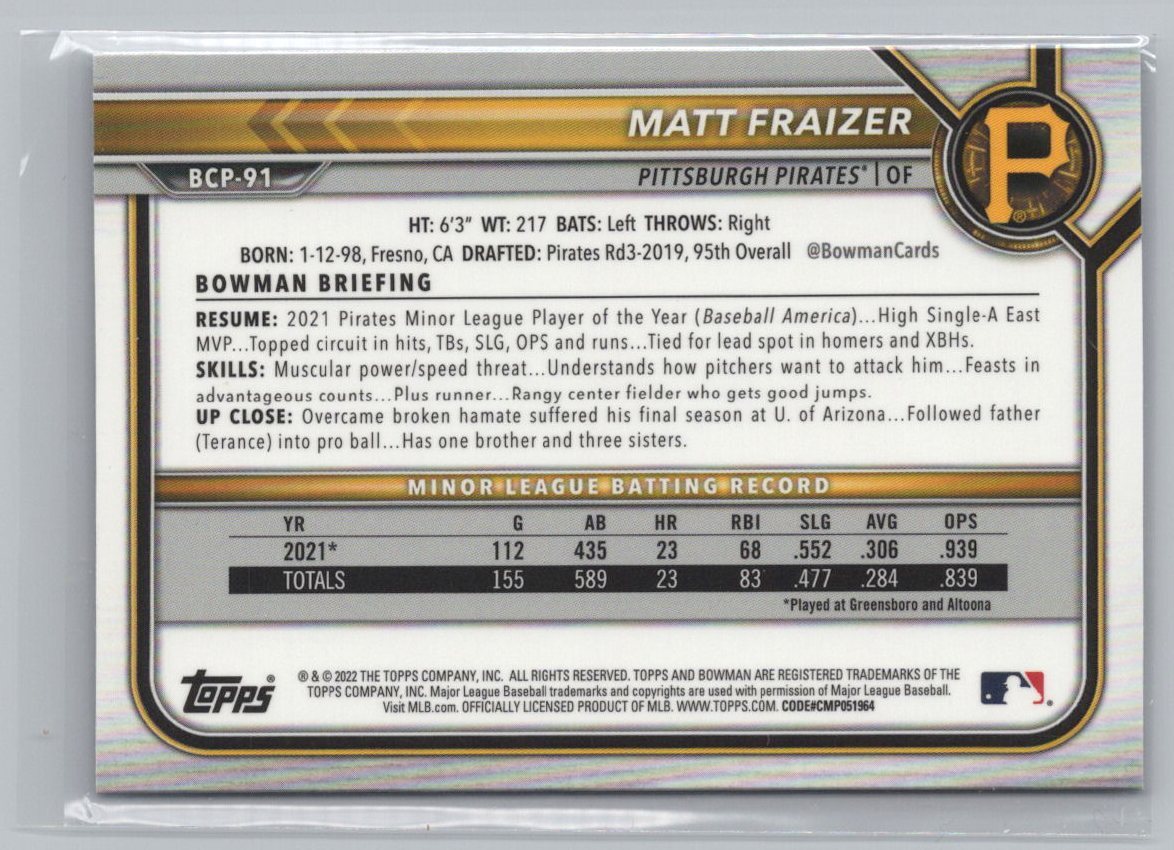 MATT FRAIZER
BCP-91
PITTSBURGH PIRATES® | OF
P
®
HT: 6'3" WT: 217 BATS: Left THROWS: Right
BORN: 1-12-98, Fresno, CA DRAFTED: Pirates Rd3-2019, 95th Overall @BowmanCards
BOWMAN BRIEFING
RESUME: 2021 Pirates Minor League Player of the Year (Baseball America)...High Single-A East
MVP...Topped circuit in hits, TBs, SLG, OPS and runs...Tied for lead spot in homers and XBHs.
SKILLS: Muscular power/speed threat...Understands how pitchers want to attack him...Feasts in
advantageous counts...Plus runner...Rangy center fielder who gets good jumps.
UP CLOSE: Overcame broken hamate suffered his final season at U. of Arizona...Followed father
(Terance) into pro ball...Has one brother and three sisters.
MINOR LEAGUE BATTING RECORD
YR G AB HR RBI SLG AVG OPS
2021* 112 435 23 68 .552 .306 .939
TOTALS 155 589 23 83 .477 .284 .839
*Played at Greensboro and Altoona
TOPPS®
® & © 2022 THE TOPPS COMPANY, INC. ALL RIGHTS RESERVED. TOPPS AND BOWMAN ARE REGISTERED TRADEMARKS OF THE
TOPPS COMPANY, INC. Major League Baseball trademarks and copyrights are used with permission of Major League Baseball.
Visit MLB.com. OFFICIALLY LICENSED PRODUCT OF MLB. WWW.TOPPS.COM. CODE#CMP051964
®